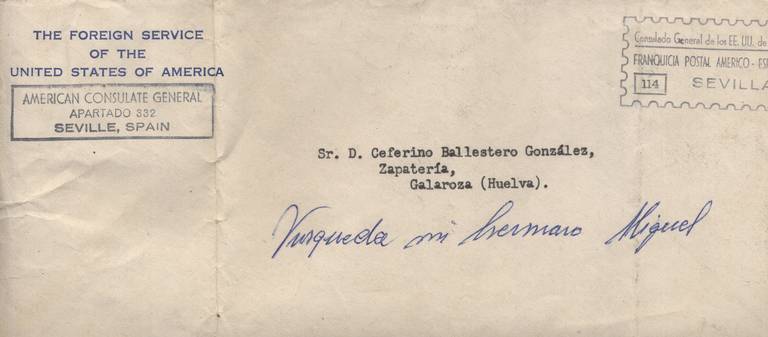 THE FOREIGN SERVICE
OF THE
UNITED STATES OF AMERICA
AMERICAN CONSULATE GENERAL
APARTADO 332
SEVILLE, SPAIN
Consulado General de los EE. UU. de
FRANQUICIA POSTAL AMERICO-ES
114 SEVILLA
Sr. D. Ceferino Ballestero González,
Zapatería,
Galaroza (Huelva).
Vusqueda mi hermano Miguel